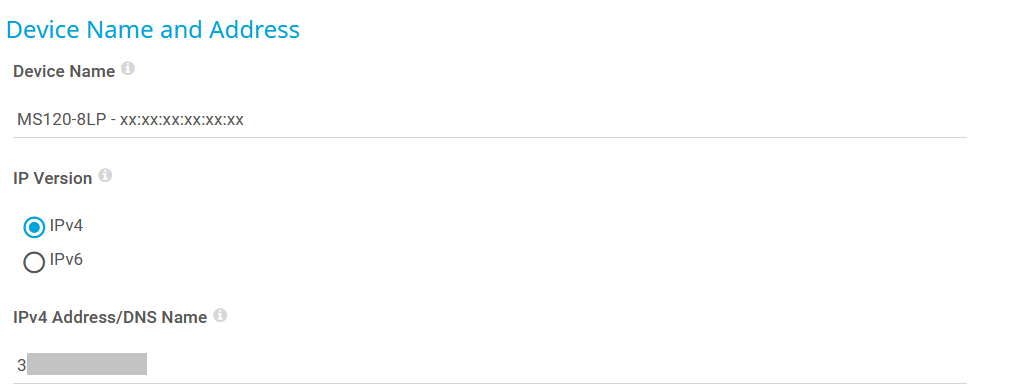 Device Name and Address
Device Name
MS120-8LP - xx:xx:xx:xx:xx:xx
IP Version
IPv4
IPv6
IPv4 Address/DNS Name
3